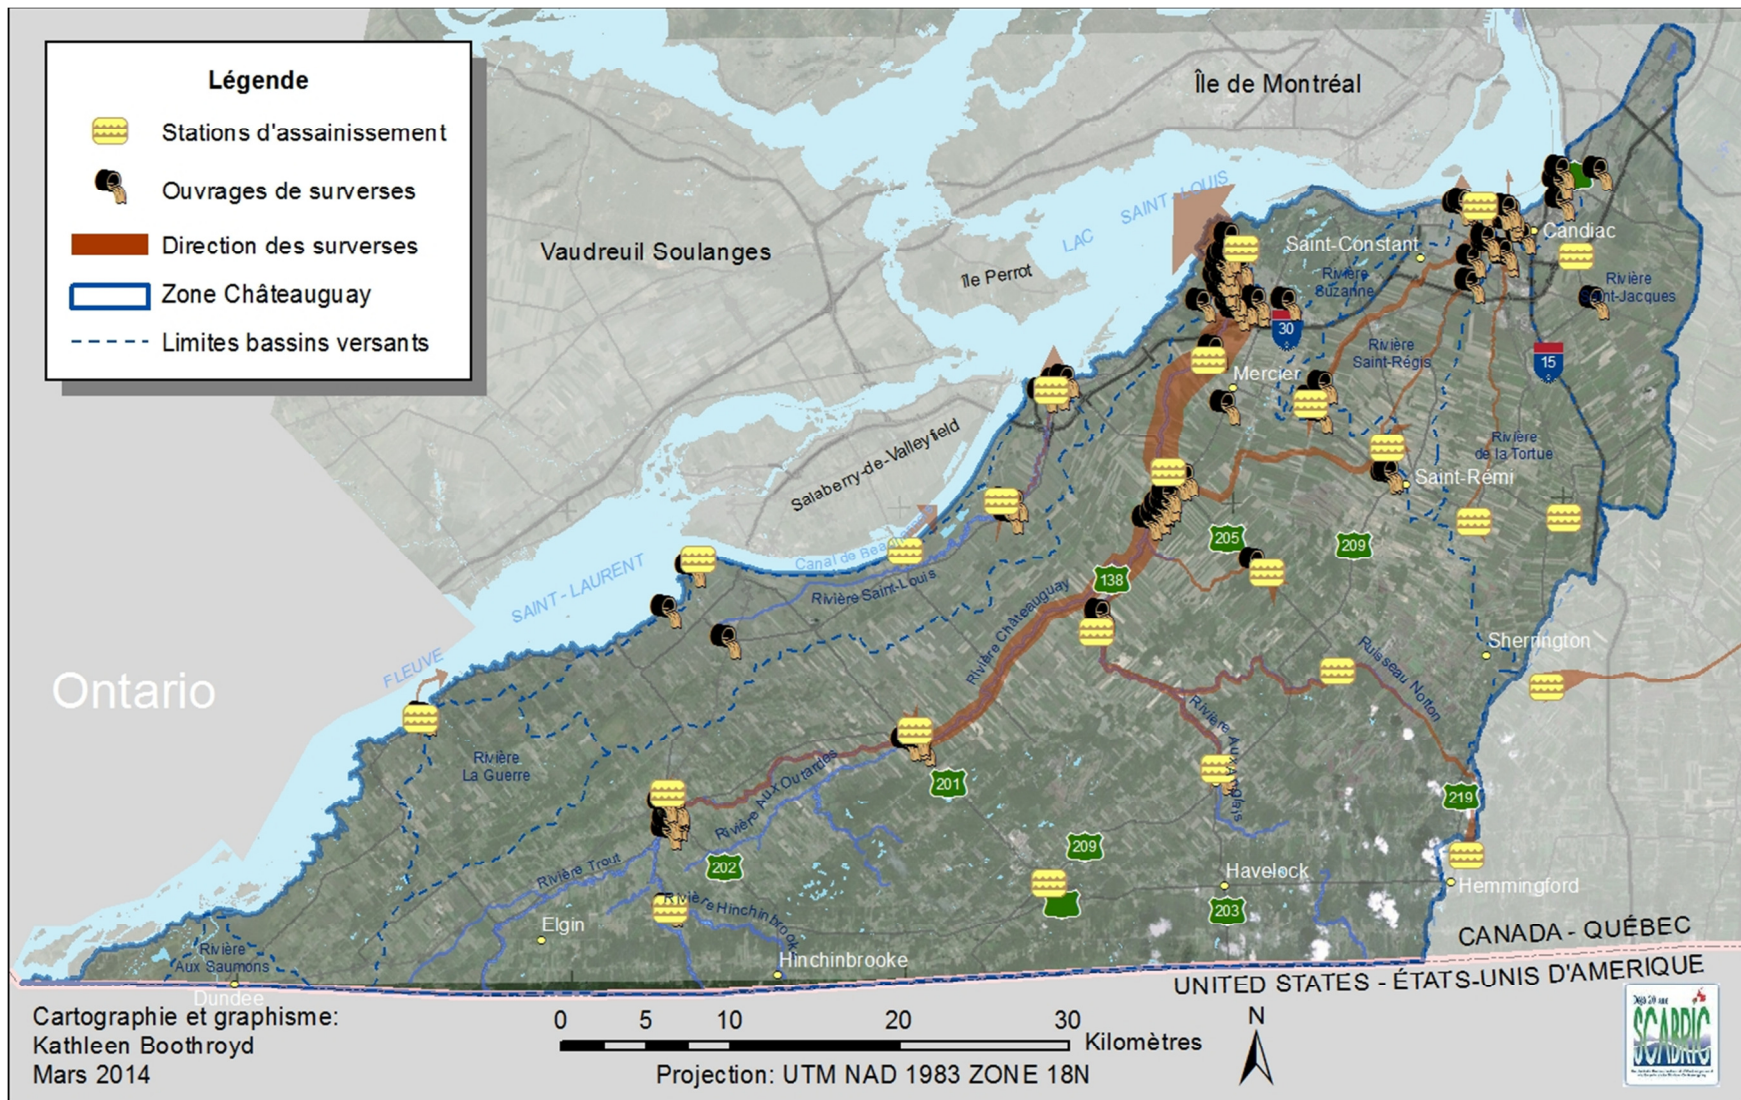 Légende
Stations d'assainissement
Ouvrages de surverses
Direction des surverses
Zone Châteauguay
Limites bassins versants
Île de Montréal
Vaudreuil Soulanges
Île Perrot
LAC SAINT-LOUIS
Saint-Constant
Candiac
Rivière
Suzanne
Rivière
Saint-Jacques
30
15
Rivière
Saint-Régis
Mercier
Salaberry-de-Valleyfield
Rivière
de la Tortue
Saint-Rémi
205
209
138
Canal de
Rivière Saint-Louis
FLEUVE SAINT-LAURENT
Rivière Châteauguay
Sherrington
Ruisseau Norton
Ontario
Rivière
La Guerre
Rivière Aux Anglais
Rivière Aux Outardes
201
219
209
202
Rivière Trout
Havelock
Hemmingford
203
Rivière Hinchinbrook
Elgin
Hinchinbrooke
Rivière
Aux Saumons
Dundee
CANADA - QUÉBEC
UNITED STATES - ÉTATS-UNIS D'AMERIQUE
Cartographie et graphisme:
Kathleen Boothroyd
Mars 2014
0 5 10 20 30
Kilomètres
Projection: UTM NAD 1983 ZONE 18N
N
Déjà 20 ans
SCABRIC